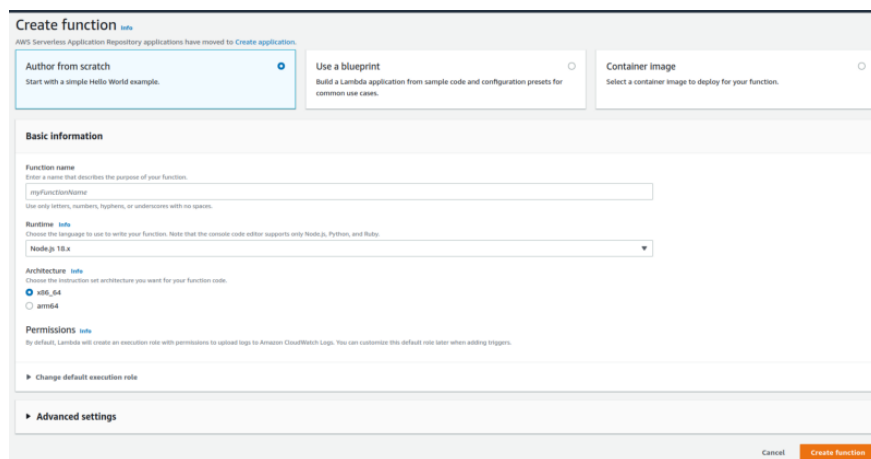 Create function Info
AWS Serverless Application Repository applications have moved to Create application.
Author from scratch
Start with a simple Hello World example.
Use a blueprint
Build a Lambda application from sample code and configuration presets for
common use cases.
Container image
Select a container image to deploy for your function.
Basic information
Function name
Enter a name that describes the purpose of your function.
myFunctionName
Use only letters, numbers, hyphens, or underscores with no spaces.
Runtime Info
Choose the language to use to write your function. Note that the console code editor supports only Node.js, Python, and Ruby.
Node.js 18.x
Architecture Info
Choose the instruction set architecture you want for your function code.
x86_64
arm64
Permissions Info
By default, Lambda will create an execution role with permissions to upload logs to Amazon CloudWatch Logs. You can customize this default role later when adding triggers.
Change default execution role
Advanced settings
Cancel
Create function